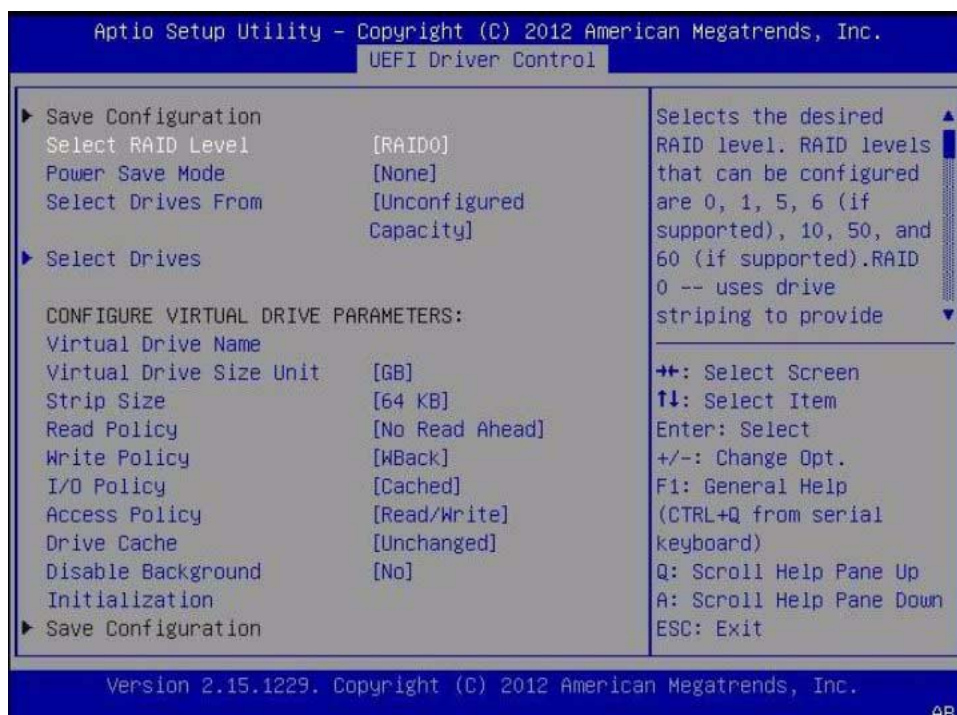 Aptio Setup Utility – Copyright (C) 2012 American Megatrends, Inc.
UEFI Driver Control
Save Configuration
Select RAID Level [RAID0]
Power Save Mode [None]
Select Drives From [Unconfigured
Capacity]
Select Drives
CONFIGURE VIRTUAL DRIVE PARAMETERS:
Virtual Drive Name
Virtual Drive Size Unit [GB]
Strip Size [64 KB]
Read Policy [No Read Ahead]
Write Policy [WBack]
I/O Policy [Cached]
Access Policy [Read/Write]
Drive Cache [Unchanged]
Disable Background [No]
Initialization
Save Configuration
Selects the desired
RAID level. RAID levels
that can be configured
are 0, 1, 5, 6 (if
supported), 10, 50, and
60 (if supported).RAID
0 -- uses drive
striping to provide
→←: Select Screen
↑↓: Select Item
Enter: Select
+/-: Change Opt.
F1: General Help
(CTRL+Q from serial
keyboard)
Q: Scroll Help Pane Up
A: Scroll Help Pane Down
ESC: Exit
Version 2.15.1229. Copyright (C) 2012 American Megatrends, Inc.
AB